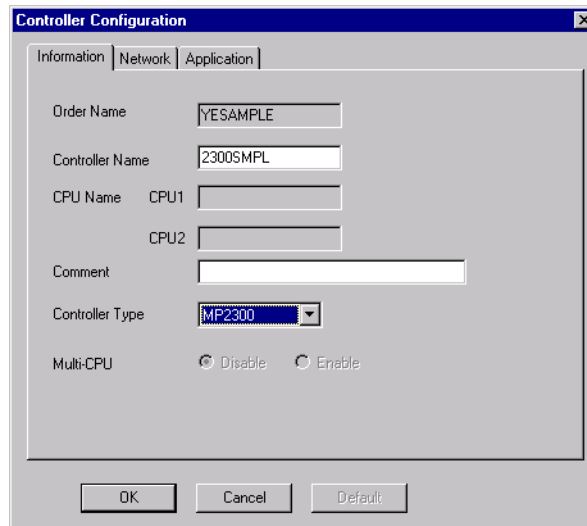 Controller Configuration
Information Network Application
Order Name YESAMPLE
Controller Name 2300SMPL
CPU Name CPU1
CPU2
Comment
Controller Type MP2300
Multi-CPU Disable Enable
OK Cancel Default